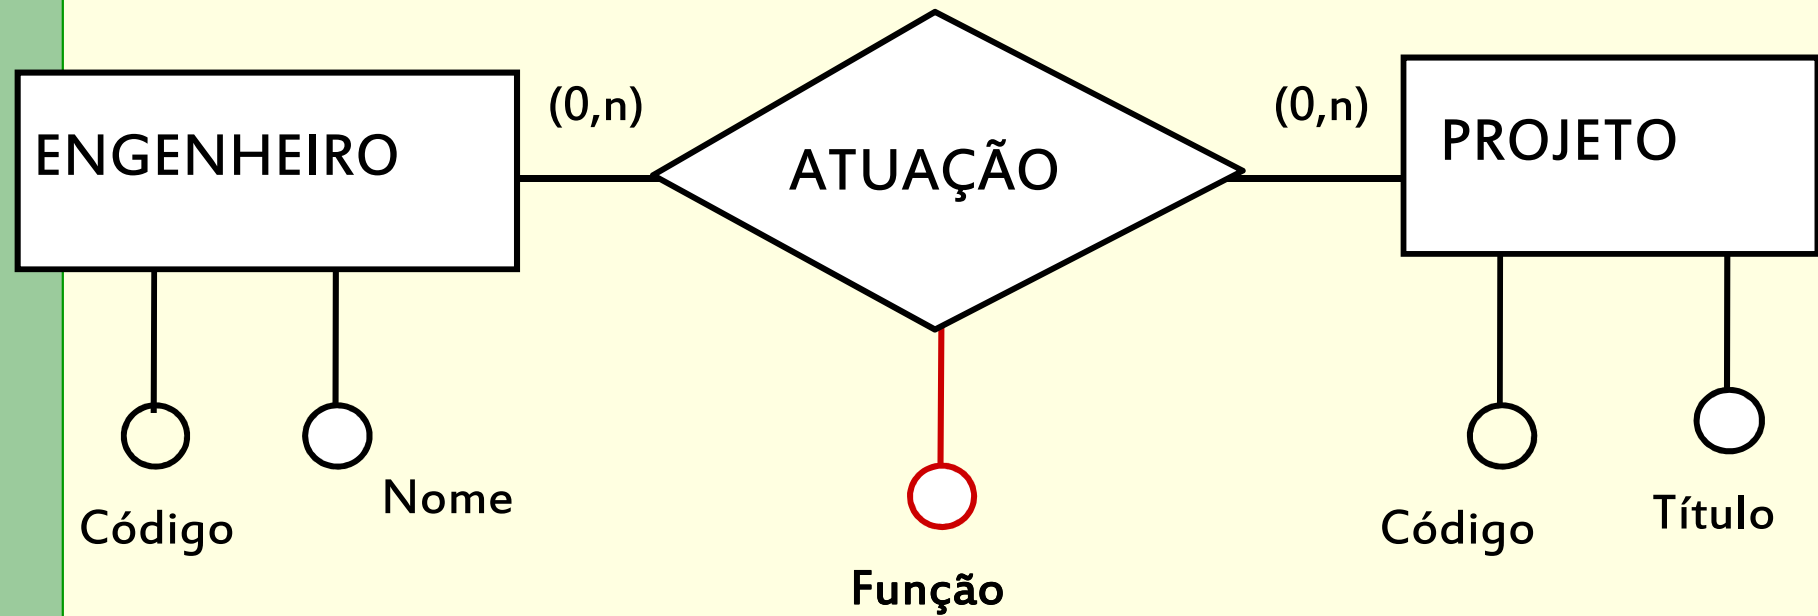 ENGENHEIRO
(0,n)
ATUAÇÃO
(0,n)
PROJETO
Código
Nome
Função
Código
Título